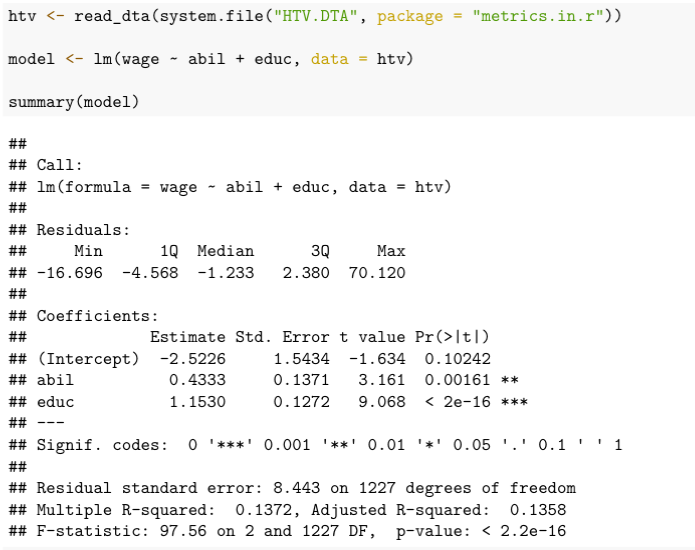 htv <- read_dta(system.file("HTV.DTA", package = "metrics.in.r"))
model <- lm(wage ~ abil + educ, data = htv)
summary(model)
##
## Call:
## lm(formula = wage ~ abil + educ, data = htv)
##
## Residuals:
##     Min      1Q  Median      3Q     Max
## -16.696  -4.568  -1.233   2.380  70.120
##
## Coefficients:
##             Estimate Std. Error t value Pr(>|t|)
## (Intercept)  -2.5226     1.5434  -1.634  0.10242
## abil          0.4333     0.1371   3.161  0.00161 **
## educ          1.1530     0.1272   9.068  < 2e-16 ***
## ---
## Signif. codes:  0 '***' 0.001 '**' 0.01 '*' 0.05 '.' 0.1 ' ' 1
##
## Residual standard error: 8.443 on 1227 degrees of freedom
## Multiple R-squared:  0.1372, Adjusted R-squared:  0.1358
## F-statistic: 97.56 on 2 and 1227 DF,  p-value: < 2.2e-16